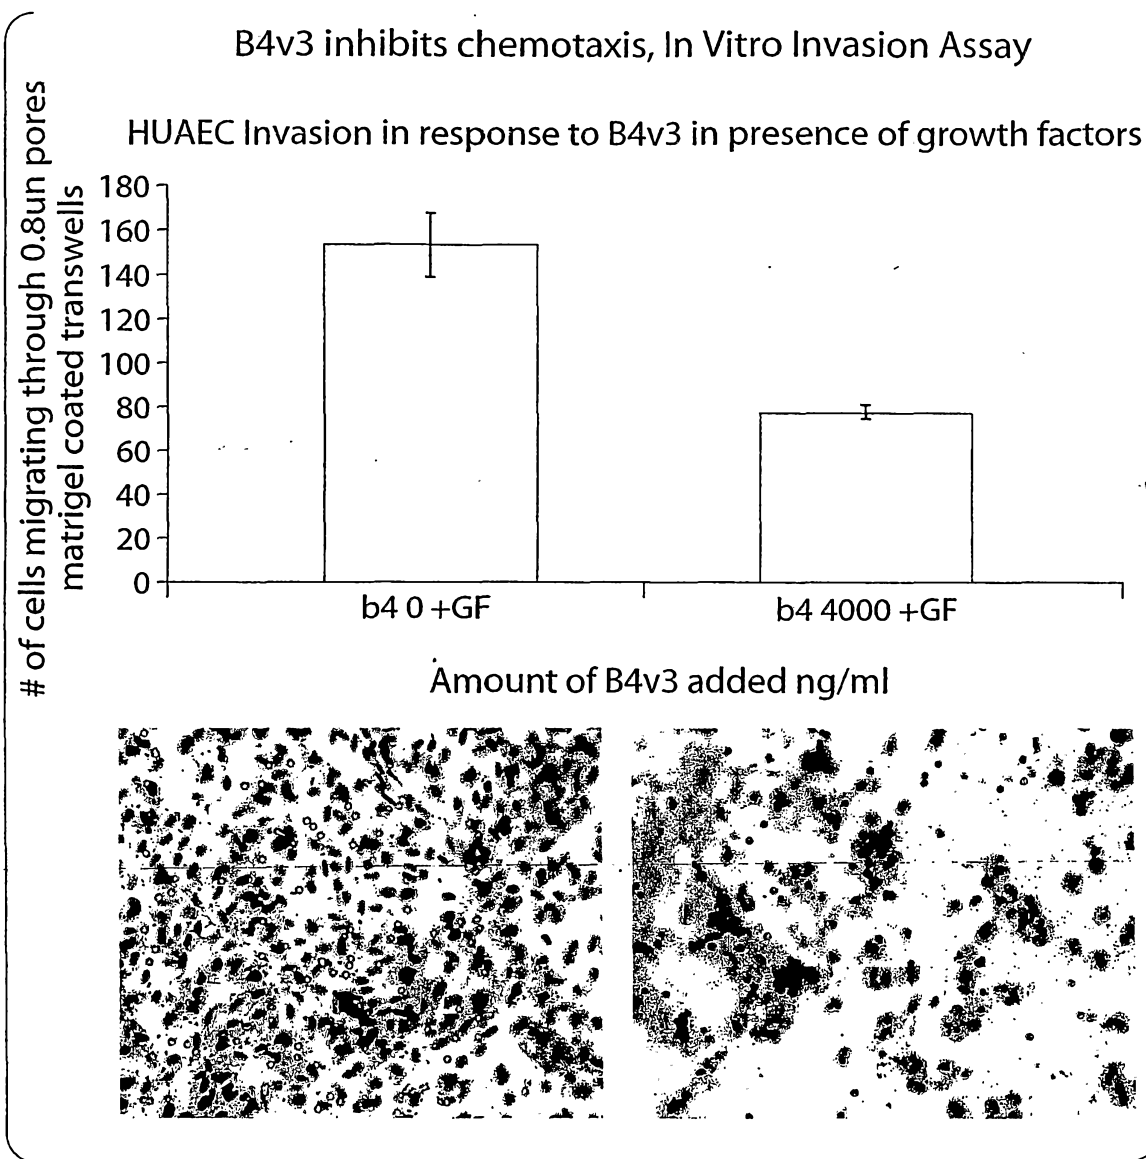 B4v3 inhibits chemotaxis, In Vitro Invasion Assay
HUAEC Invasion in response to B4v3 in presence of growth factors
# of cells migrating through 0.8un pores
matrigel coated transwells
180
160
140
120
100
80
60
40
20
0
b4 0 +GF
b4 4000 +GF
Amount of B4v3 added ng/ml